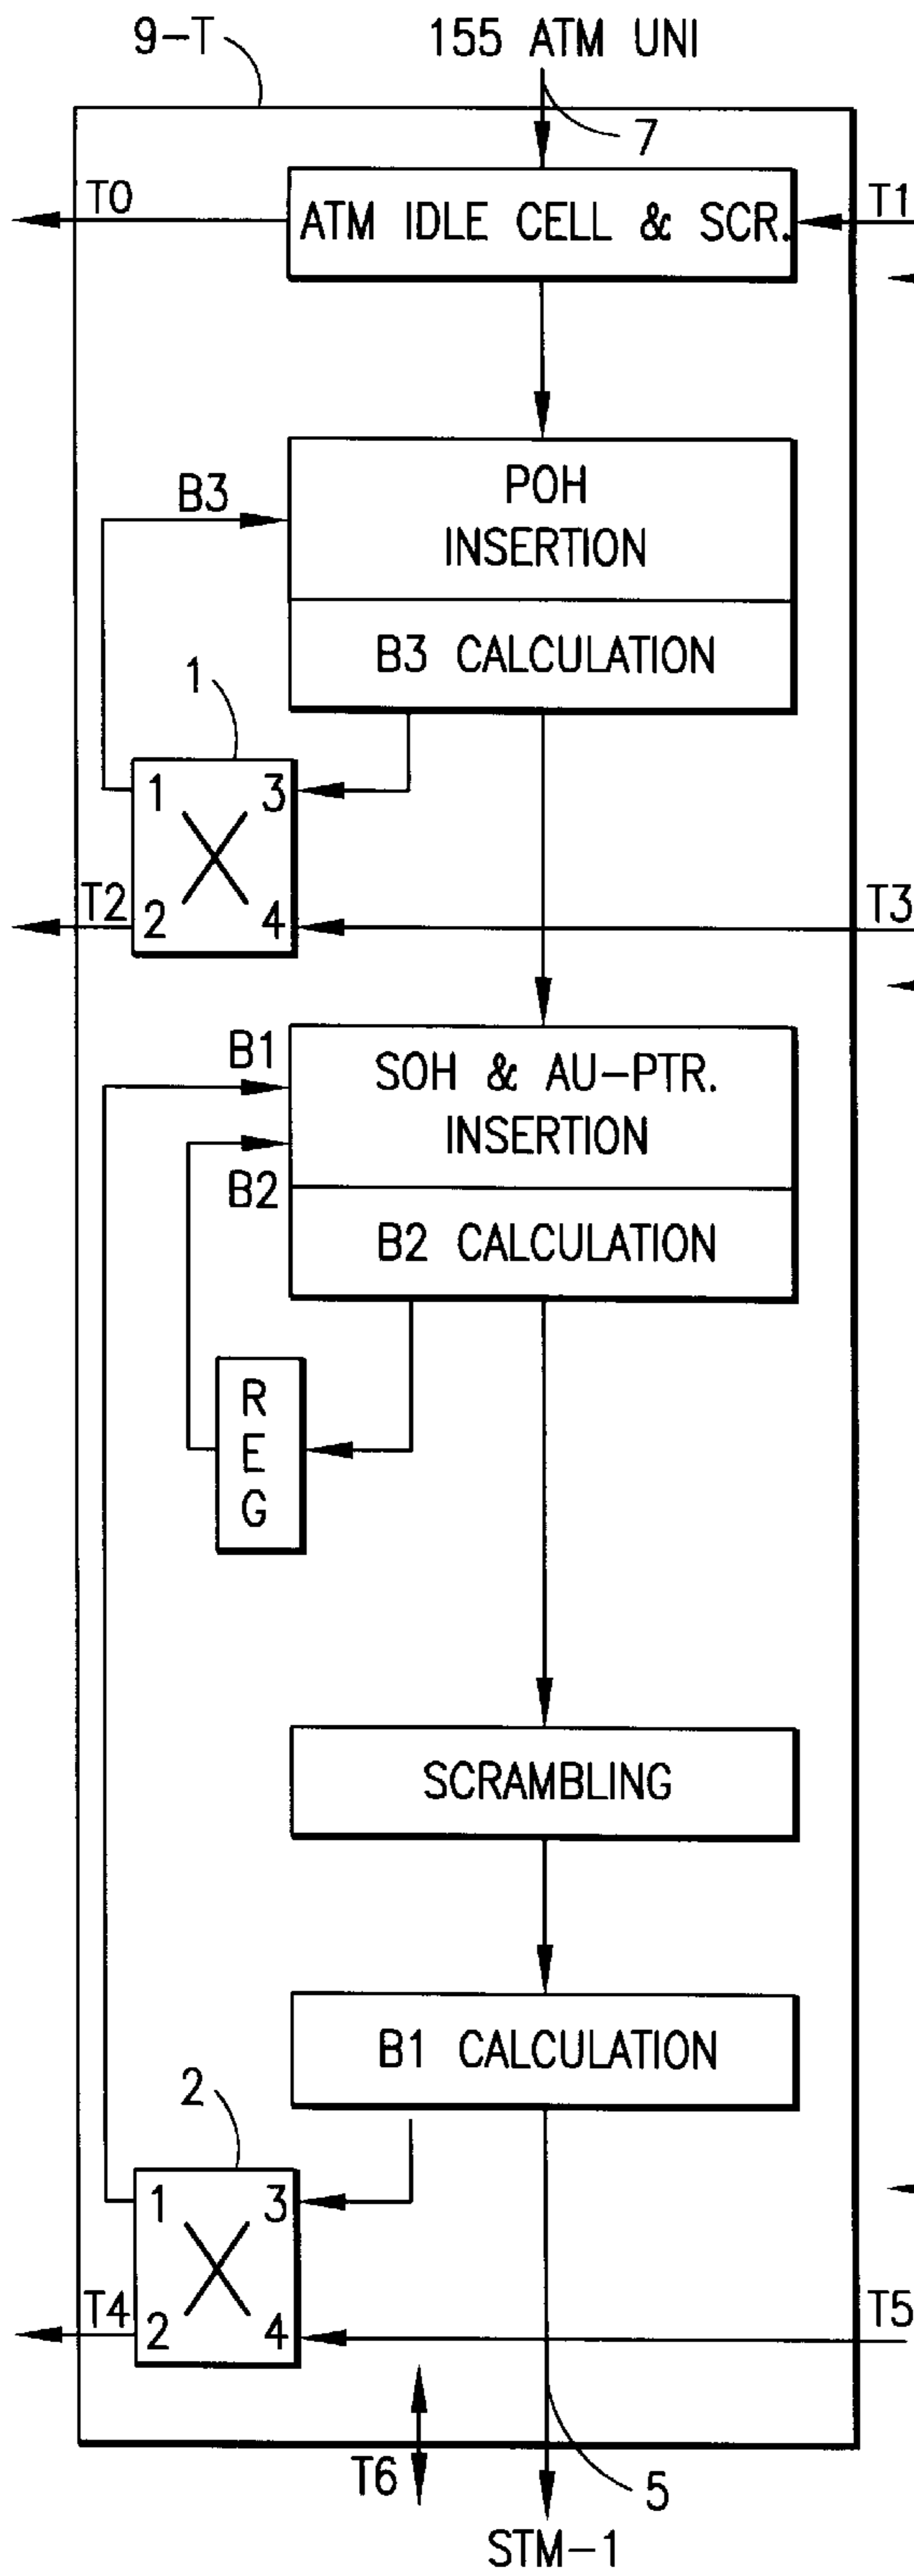 9-T
155 ATM UNI
7
T0
ATM IDLE CELL & SCR.
T1
B3
POH
INSERTION
B3 CALCULATION
1
1
3
2
4
T2
T3
B1
SOH & AU-PTR.
INSERTION
B2
B2 CALCULATION
R
E
G
SCRAMBLING
B1 CALCULATION
2
1
3
2
4
T4
T5
T6
5
STM-1